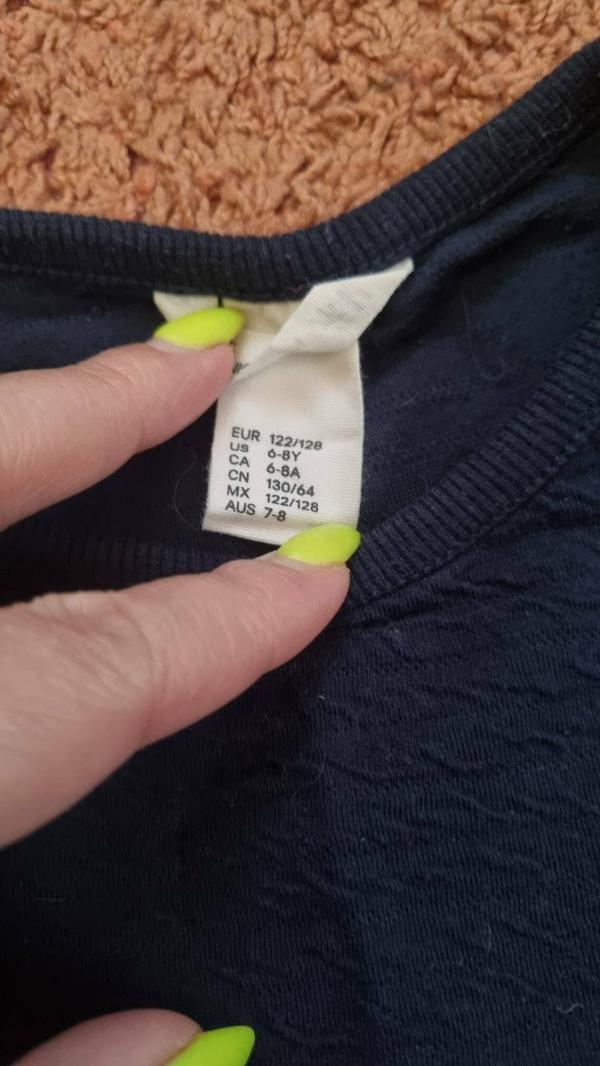 EUR 122/128
US 6-8Y
CA 6-8A
CN 130/64
MX 122/128
AUS 7-8